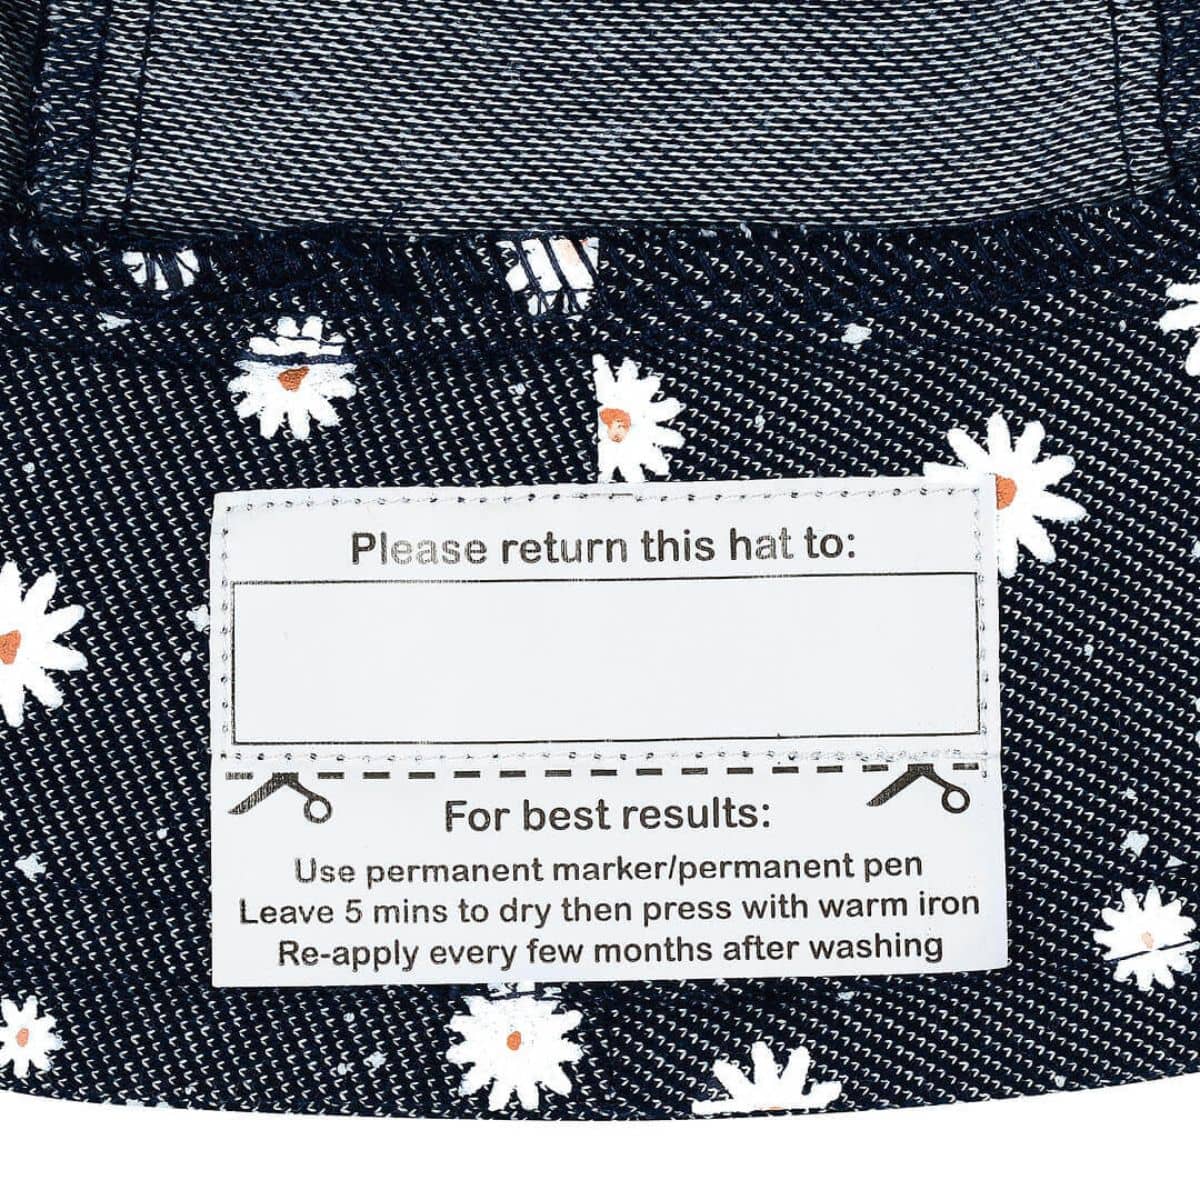 Please return this hat to:
For best results:
Use permanent marker/permanent pen
Leave 5 mins to dry then press with warm iron
Re-apply every few months after washing